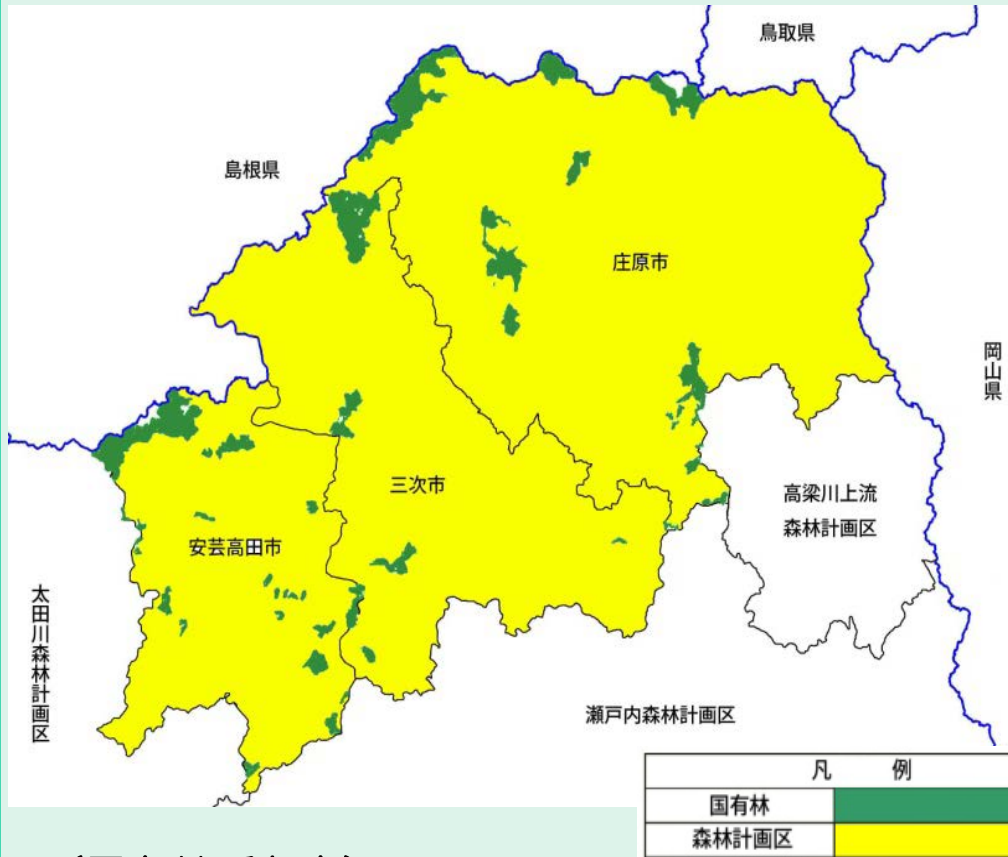 鳥取県
島根県
庄原市
岡山県
三次市
高梁川上流
森林計画区
安芸高田市
太田川森林計画区
瀬戸内森林計画区
凡 例
国有林
森林計画区